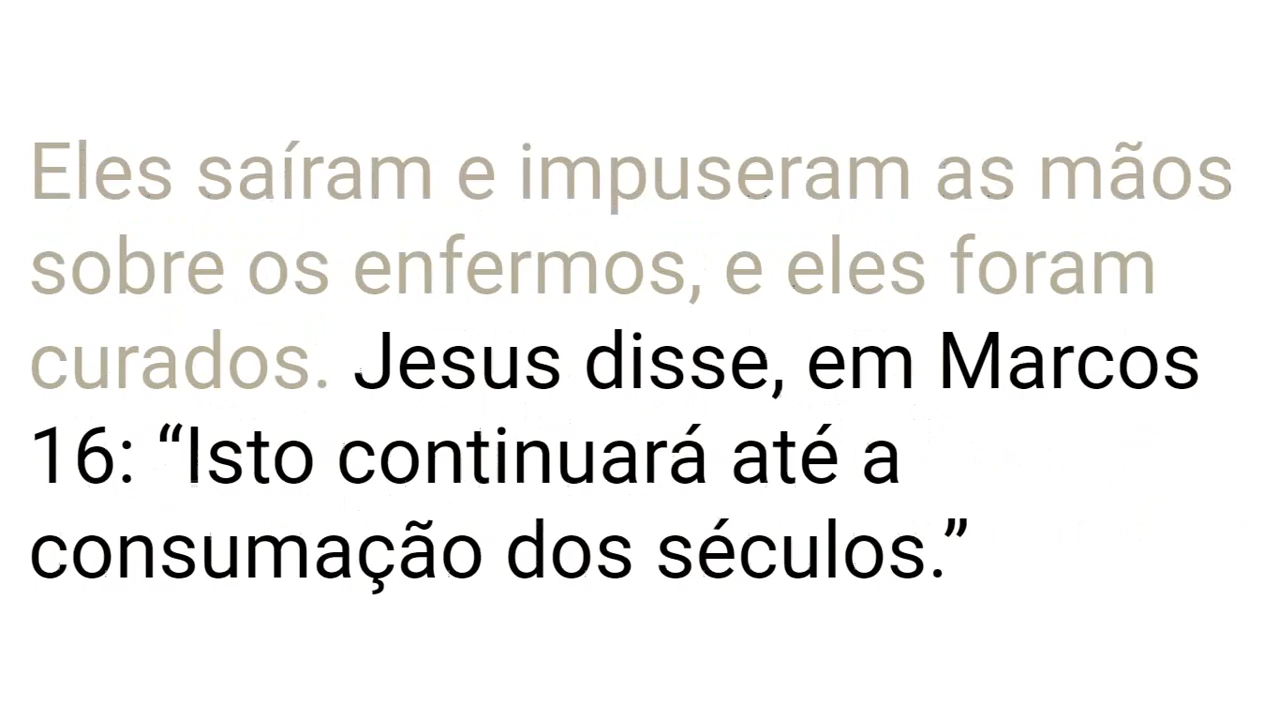 Eles saíram e impuseram as mãos
sobre os enfermos, e eles foram
curados. Jesus disse, em Marcos
16: “Isto continuará até a
consumação dos séculos.”